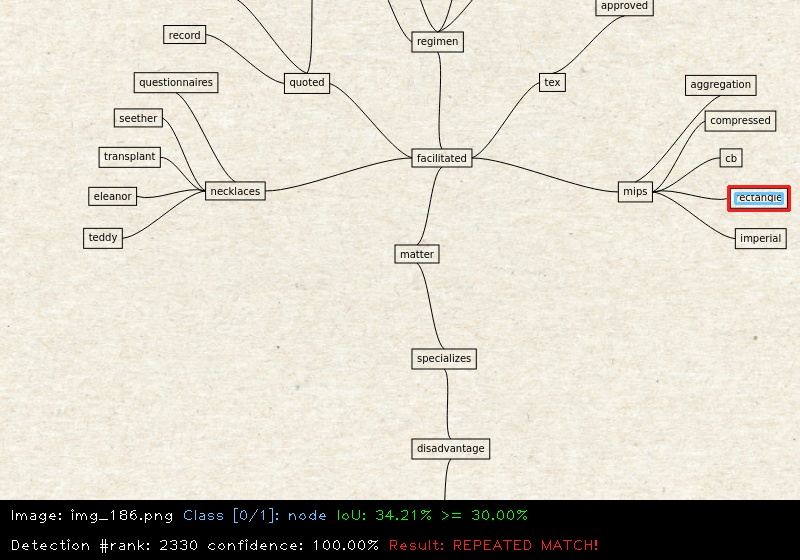 approved
record
regimen
questionnaires
quoted
tex
aggregation
seether
compressed
transplant
facilitated
cb
eleanor
necklaces
mips
rectangle
teddy
imperial
matter
specializes
disadvantage
Image: img_186.png Class [0/1]: node IoU: 34.21% >= 30.00%
Detection #rank: 2330 confidence: 100.00% Result: REPEATED MATCH!